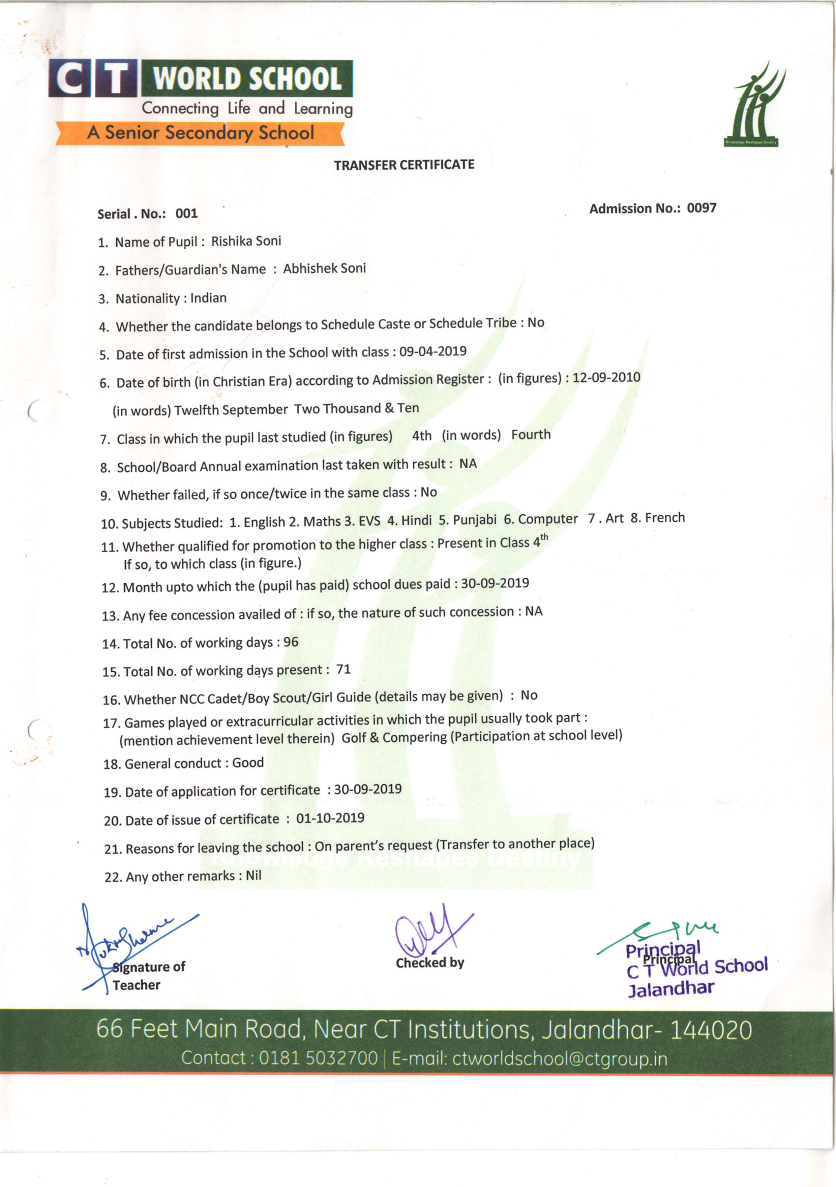 CT WORLD SCHOOL
Connecting Life and Learning
A Senior Secondary School
Knowledge Reshapes Destiny
TRANSFER CERTIFICATE
Serial . No.: 001
Admission No.: 0097
1. Name of Pupil : Rishika Soni
2. Fathers/Guardian's Name : Abhishek Soni
3. Nationality : Indian
4. Whether the candidate belongs to Schedule Caste or Schedule Tribe : No
5. Date of first admission in the School with class : 09-04-2019
6. Date of birth (in Christian Era) according to Admission Register : (in figures) : 12-09-2010
(in words) Twelfth September Two Thousand & Ten
7. Class in which the pupil last studied (in figures) 4th (in words) Fourth
8. School/Board Annual examination last taken with result : NA
9. Whether failed, if so once/twice in the same class : No
10. Subjects Studied: 1. English 2. Maths 3. EVS 4. Hindi 5. Punjabi 6. Computer 7 . Art 8. French
11. Whether qualified for promotion to the higher class : Present in Class 4th
If so, to which class (in figure.)
12. Month upto which the (pupil has paid) school dues paid : 30-09-2019
13. Any fee concession availed of : if so, the nature of such concession : NA
14. Total No. of working days : 96
15. Total No. of working days present : 71
16. Whether NCC Cadet/Boy Scout/Girl Guide (details may be given) : No
17. Games played or extracurricular activities in which the pupil usually took part :
(mention achievement level therein) Golf & Compering (Participation at school level)
18. General conduct : Good
19. Date of application for certificate : 30-09-2019
20. Date of issue of certificate : 01-10-2019
21. Reasons for leaving the school : On parent's request (Transfer to another place)
Knowledge Reshapes Destiny
22. Any other remarks : Nil
Signature of
Teacher
Checked by
Principal
Principal
C T World School
Jalandhar
66 Feet Main Road, Near CT Institutions, Jalandhar- 144020
Contact : 0181 5032700 | E-mail: ctworldschool@ctgroup.in